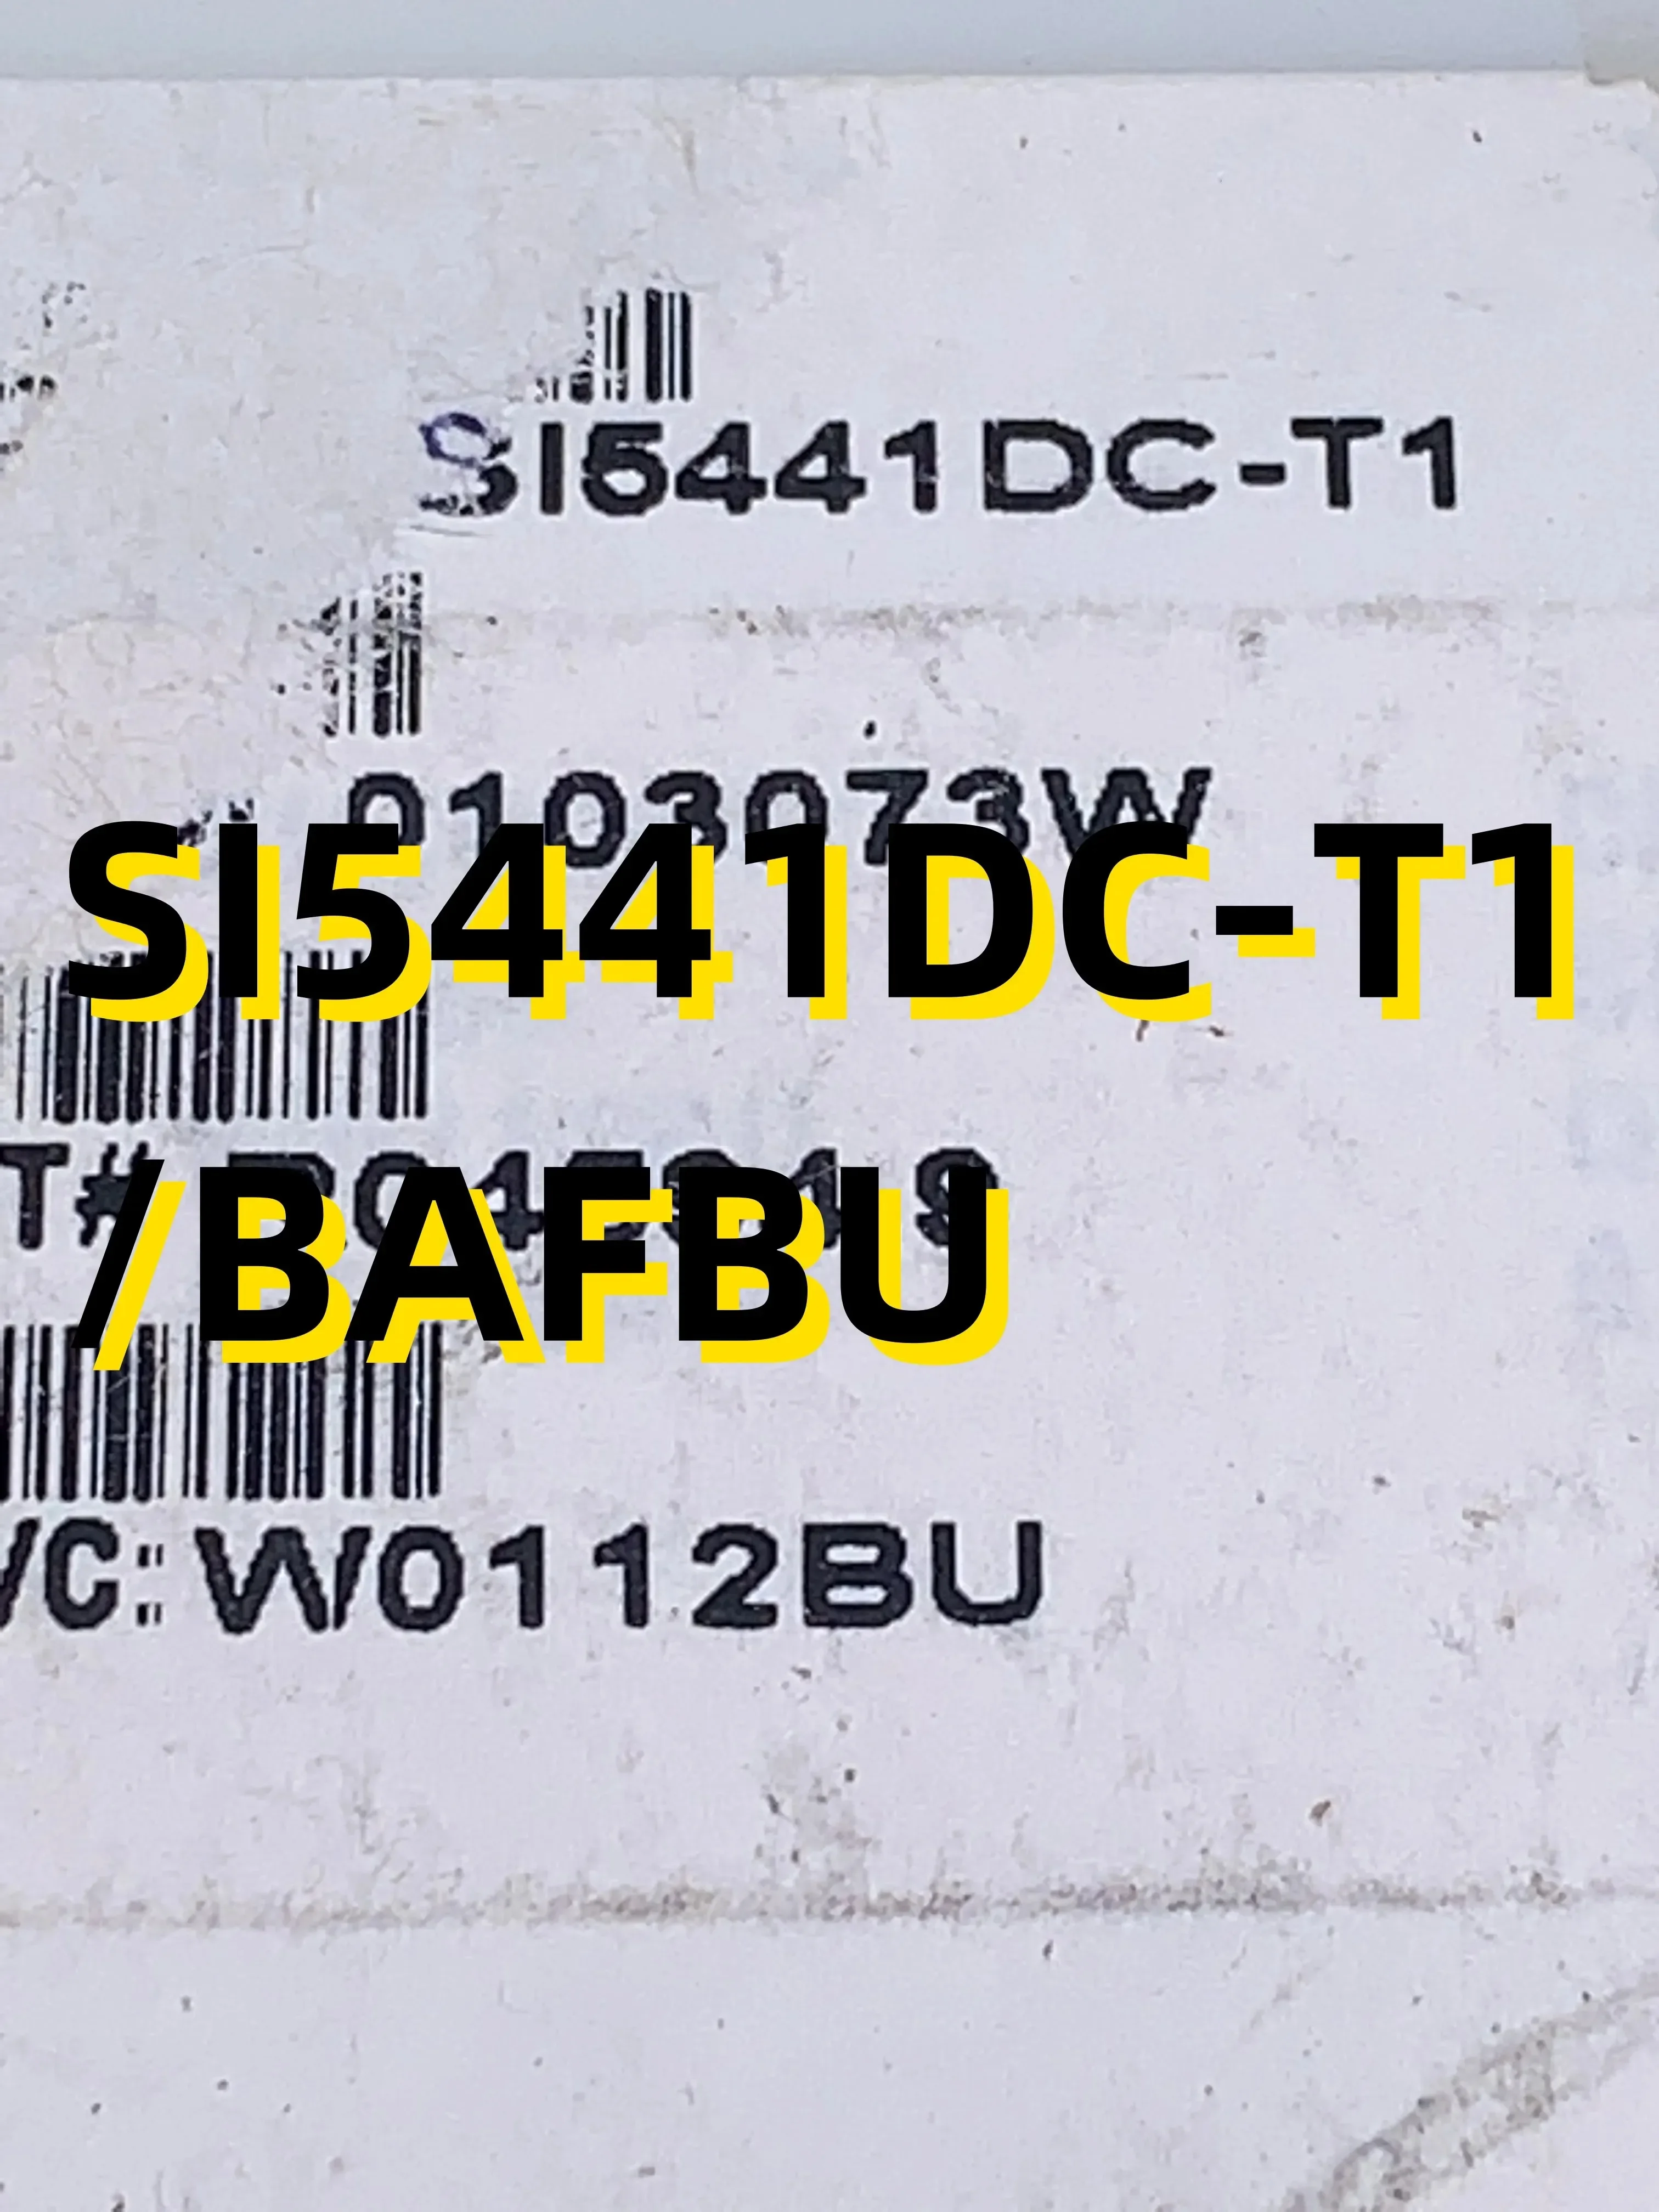 SI5441DC-T1
0103073W
SI5441DC-T1
/BAFBU
W0112BU